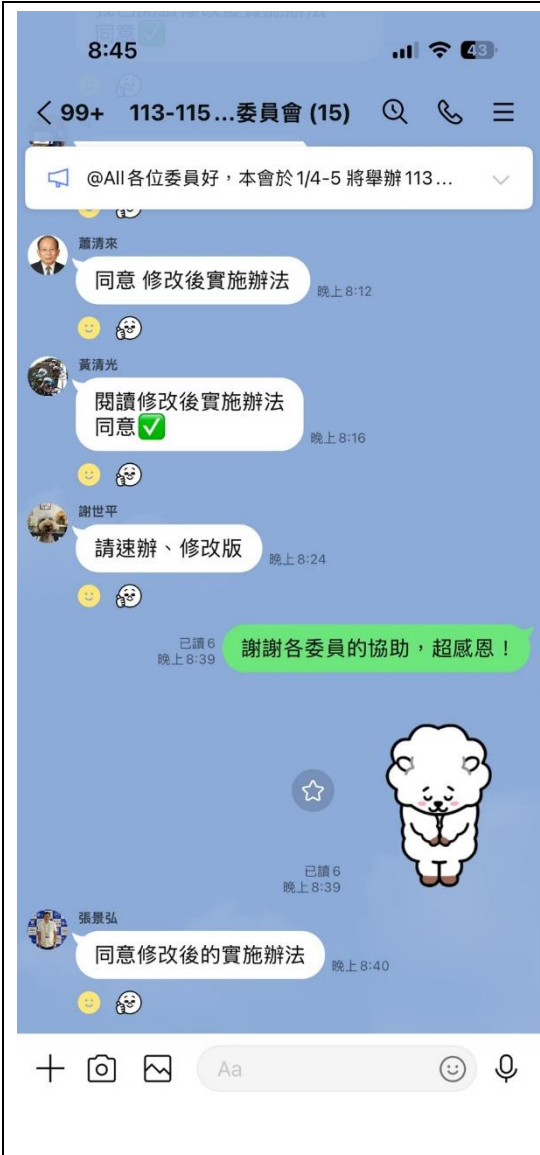 同意✅
8:45
43
99+ 113-115...委員會 (15)
@All 各位委員好，本會於 1/4-5 將舉辦 113...
蕭清來
同意 修改後實施辦法
晚上 8:12
黃清光
閱讀修改後實施辦法
同意✅
晚上 8:16
謝世平
請速辦、修改版
晚上 8:24
已讀 6
晚上 8:39
謝謝各委員的協助，超感恩！
已讀 6
晚上 8:39
張景弘
同意修改後的實施辦法
晚上 8:40
Aa